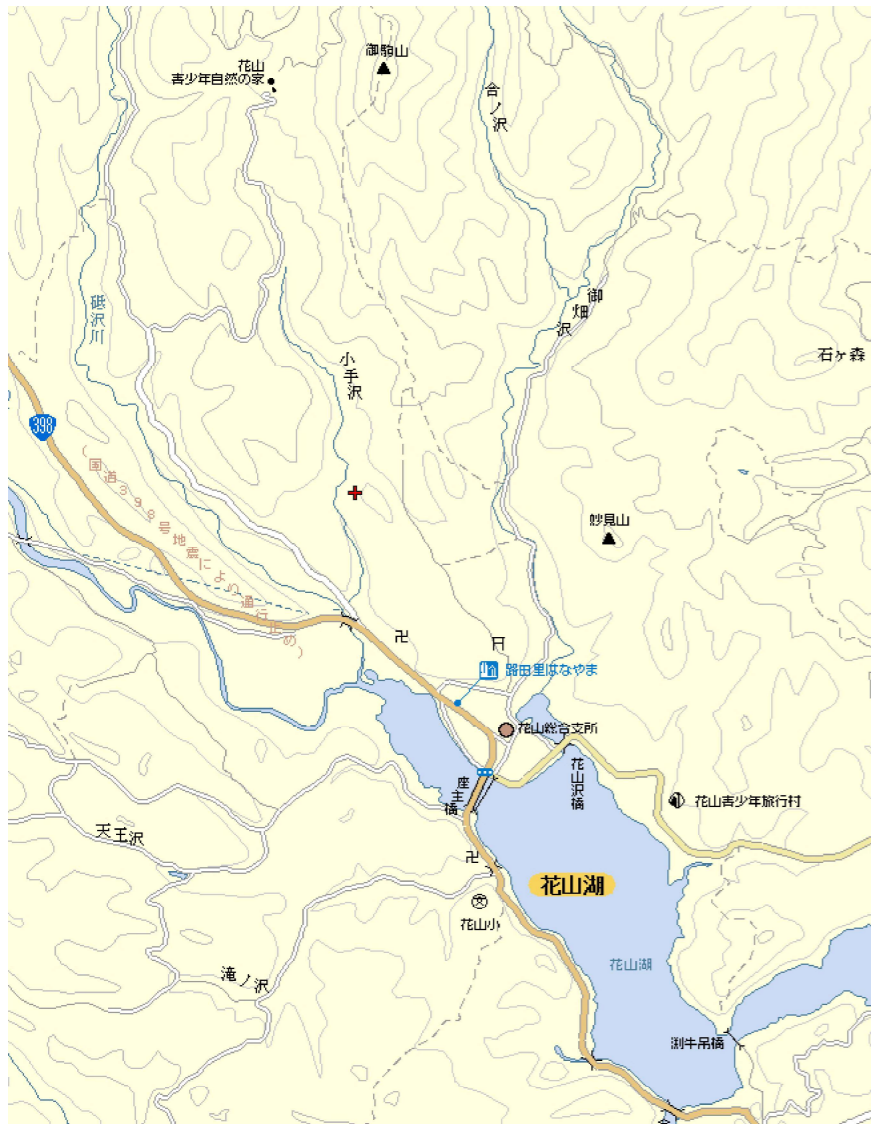 花山
青少年自然の家
御駒山
合ノ沢
砥沢川
御畑沢
小手沢
石ヶ森
398
(国道398号地震により通行止め)
妙見山
卍
路田里はなやま
花山総合支所
座主橋
花山沢橋
花山青少年旅行村
天王沢
卍
花山湖
文
花山小
滝ノ沢
花山湖
渕牛吊橋